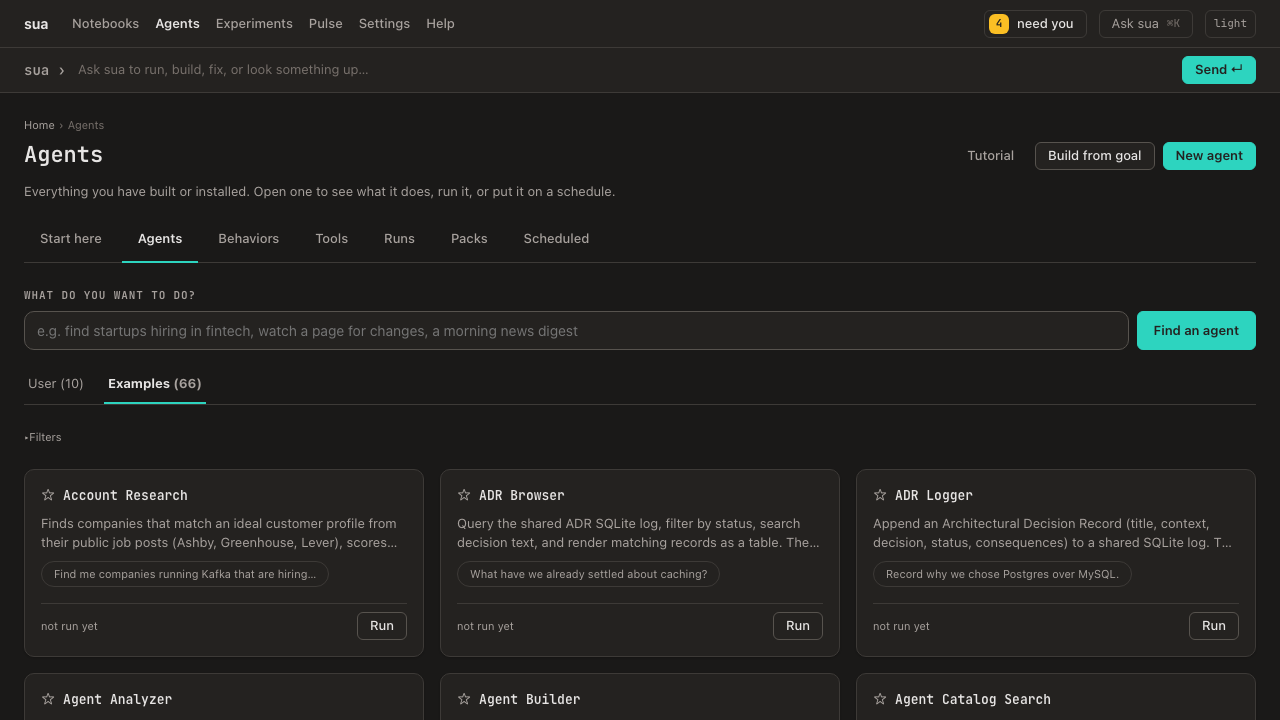 sua Notebooks Agents Experiments Pulse Settings Help 4 need you Ask sua ⌘K light
sua › Ask sua to run, build, fix, or look something up… Send ↵
Home › Agents
Agents
Tutorial Build from goal New agent
Everything you have built or installed. Open one to see what it does, run it, or put it on a schedule.
Start here Agents Behaviors Tools Runs Packs Scheduled
WHAT DO YOU WANT TO DO?
e.g. find startups hiring in fintech, watch a page for changes, a morning news digest Find an agent
User (10) Examples (66)
▸Filters
☆ Account Research
Finds companies that match an ideal customer profile from
their public job posts (Ashby, Greenhouse, Lever), scores…
Find me companies running Kafka that are hiring…
not run yet Run
☆ ADR Browser
Query the shared ADR SQLite log, filter by status, search
decision text, and render matching records as a table. The…
What have we already settled about caching?
not run yet Run
☆ ADR Logger
Append an Architectural Decision Record (title, context,
decision, status, consequences) to a shared SQLite log. T…
Record why we chose Postgres over MySQL.
not run yet Run
☆ Agent Analyzer
☆ Agent Builder
☆ Agent Catalog Search